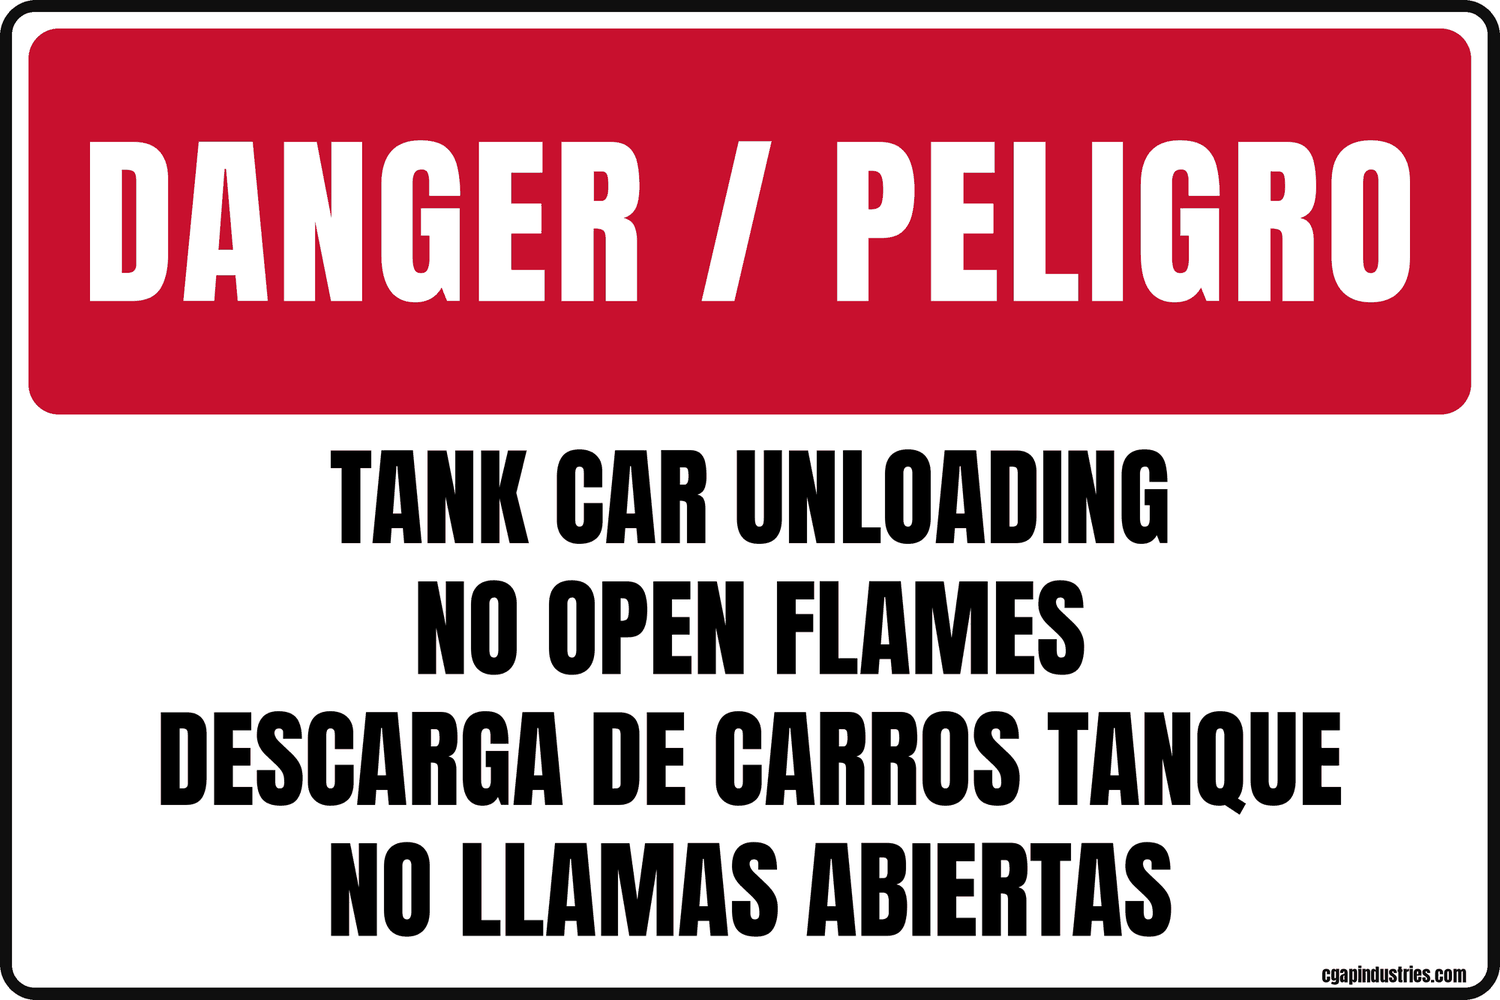 DANGER / PELIGRO
TANK CAR UNLOADING
NO OPEN FLAMES
DESCARGA DE CARROS TANQUE
NO LLAMAS ABIERTAS
cgapindustries.com